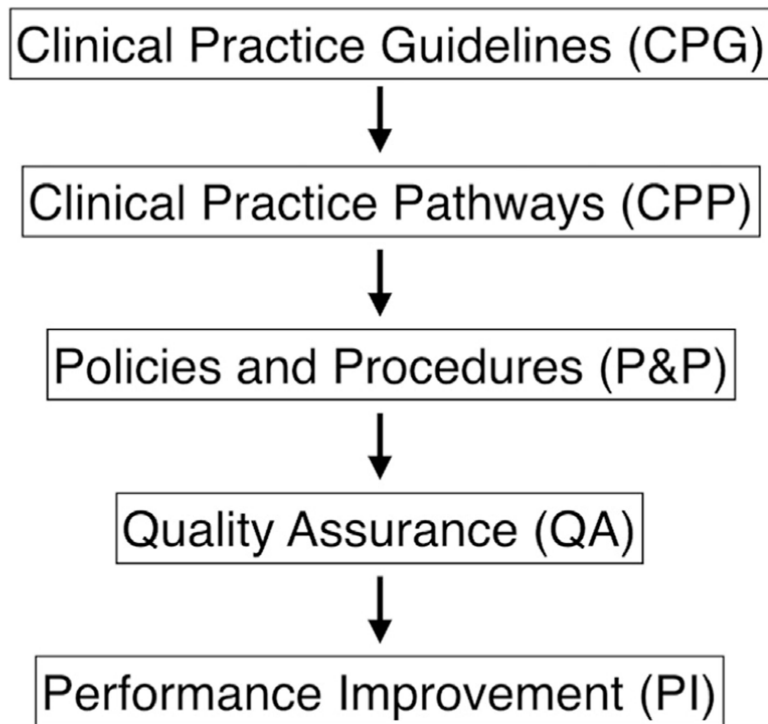 Clinical Practice Guidelines (CPG)
Clinical Practice Pathways (CPP)
Policies and Procedures (P&P)
Quality Assurance (QA)
Performance Improvement (PI)